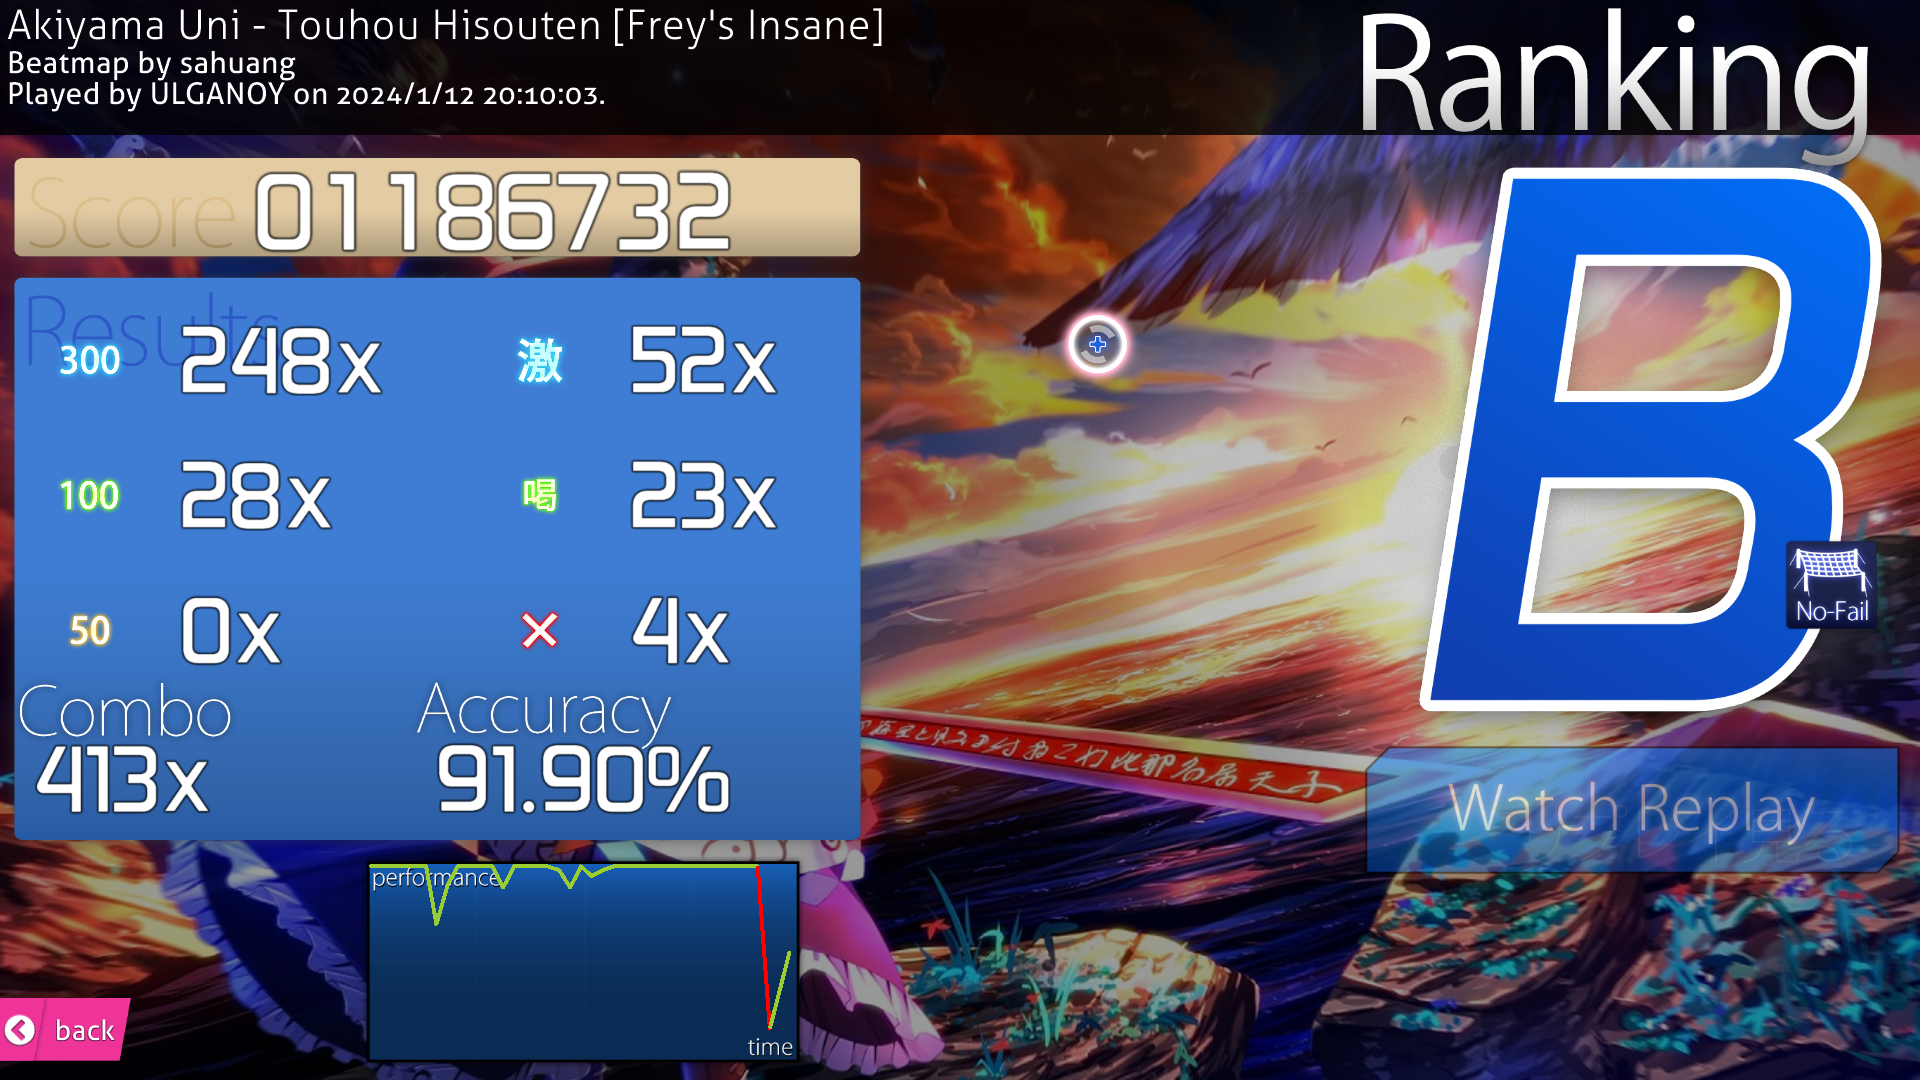 Akiyama Uni - Touhou Hisouten [Frey's Insane]
Beatmap by sahuang
Played by ULGANOY on 2024/1/12 20:10:03.
Ranking
Score 01186732
Results
300 248x 激 52x
100 28x 喝 23x
50 0x 4x
Combo Accuracy
413x 91.90%
B
No-Fail
Watch Replay
performance
time
back